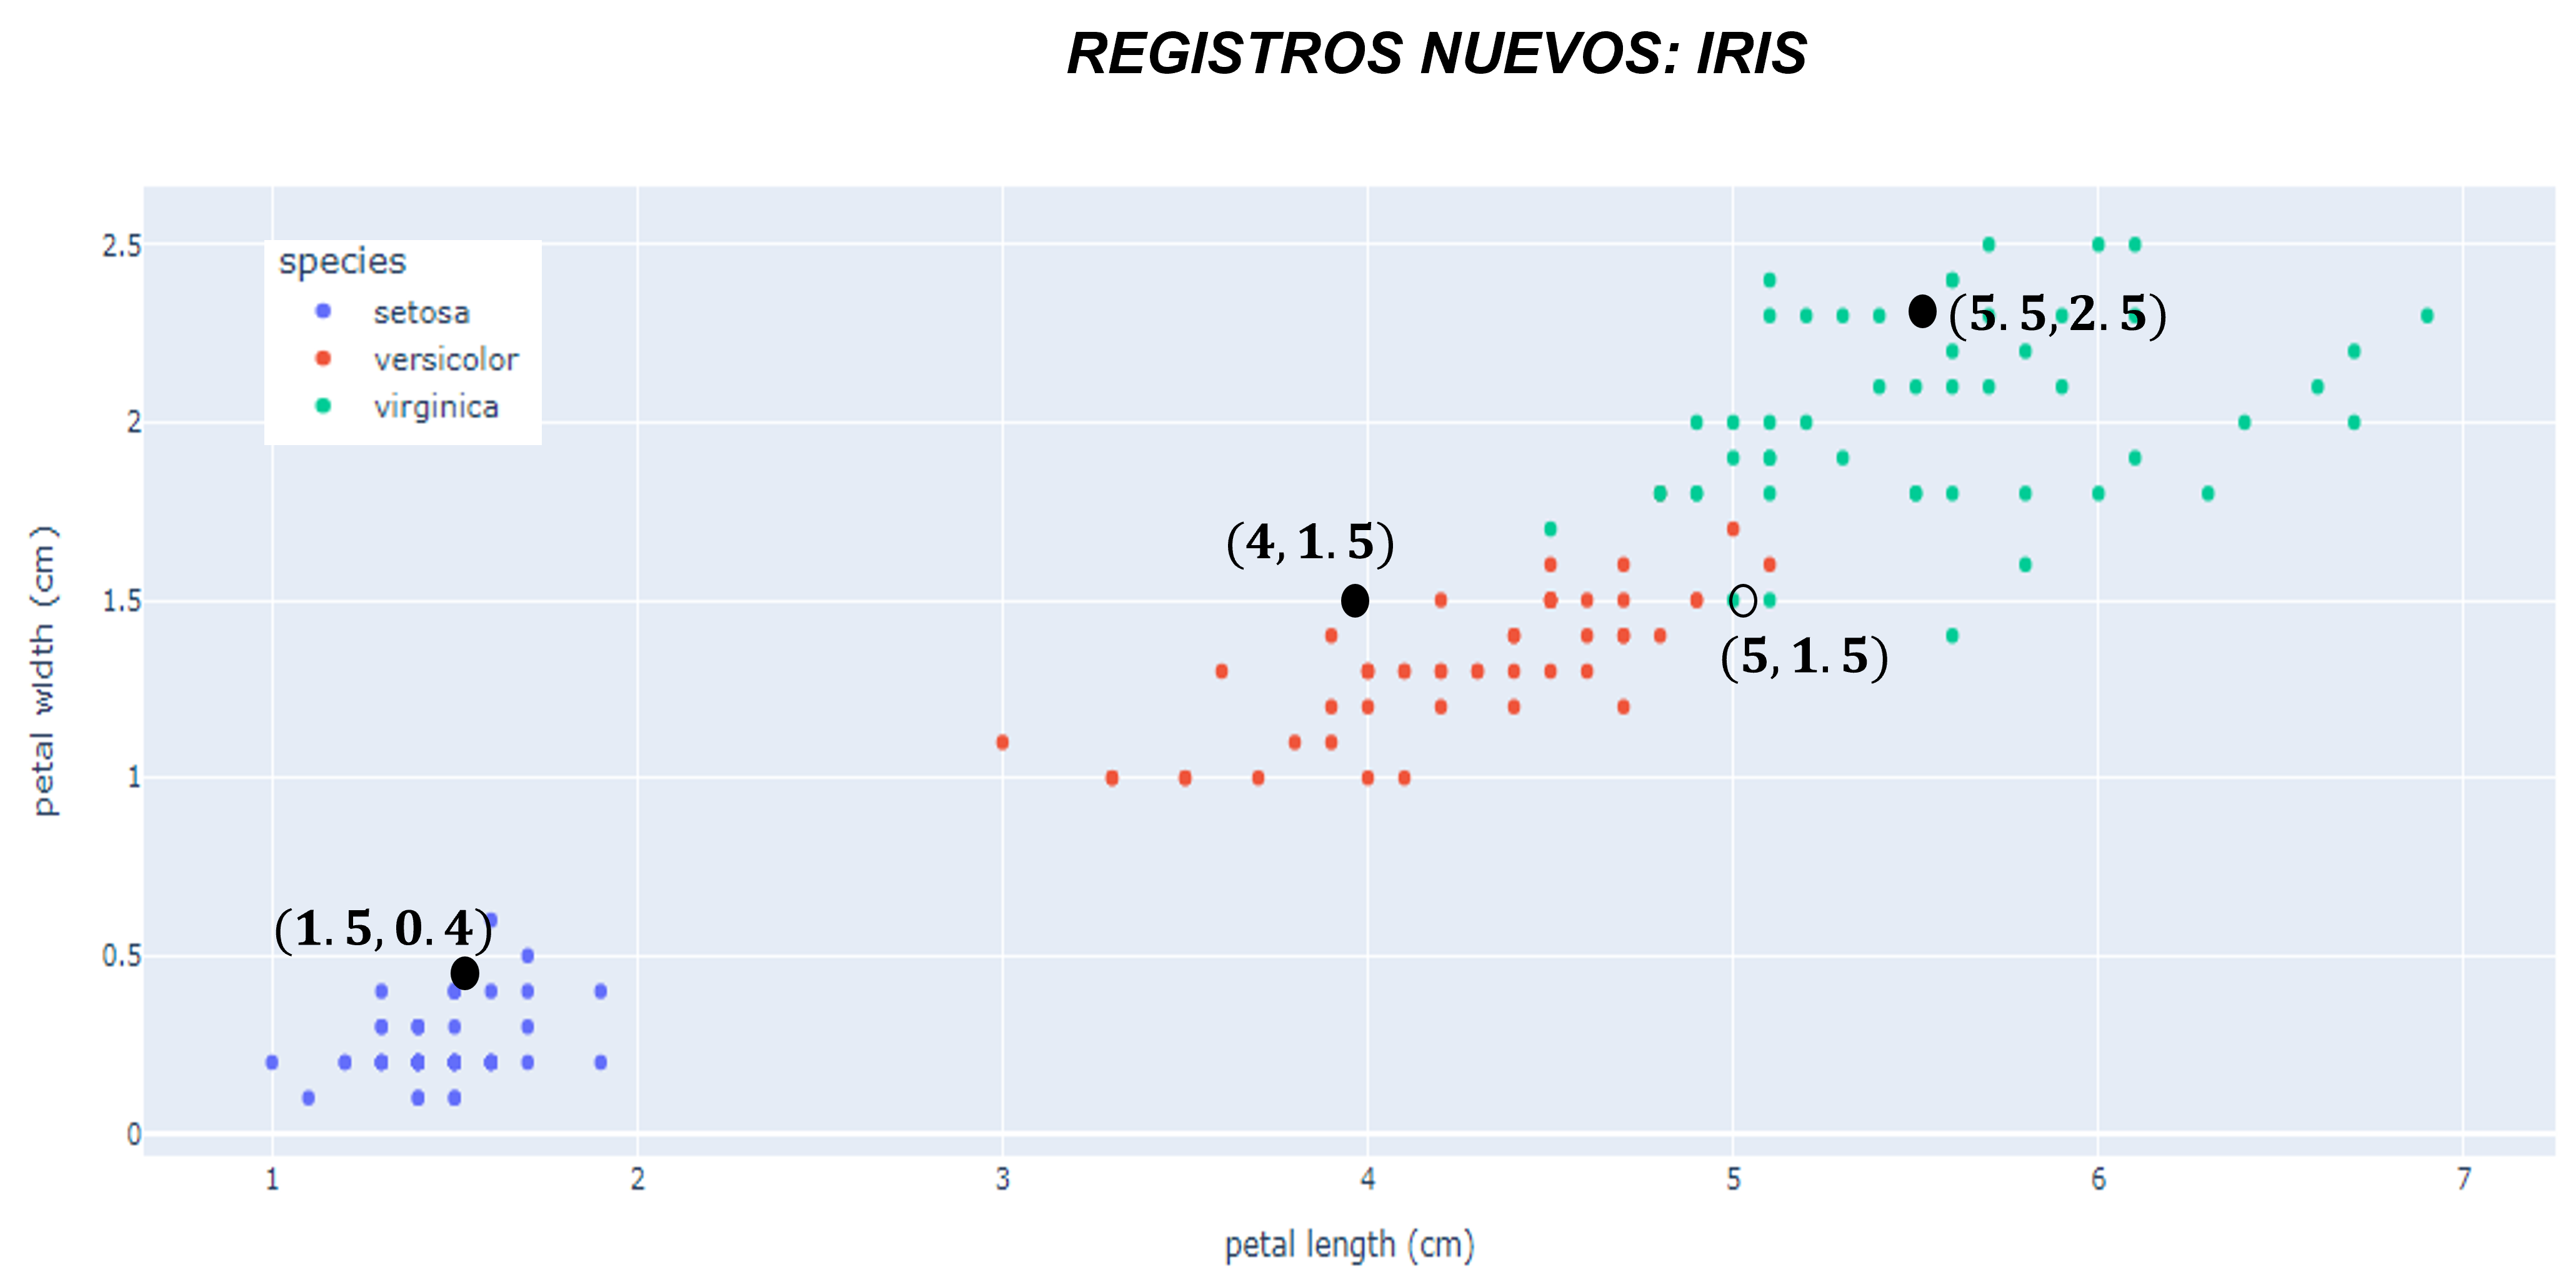 REGISTROS NUEVOS: IRIS
2.5
species
setosa
(5.5, 2.5)
versicolor
virginica
2
(4, 1.5)
1.5
(5, 1.5)
petal width (cm)
1
(1.5, 0.4)
0.5
0
1 2 3 4 5 6 7
petal length (cm)